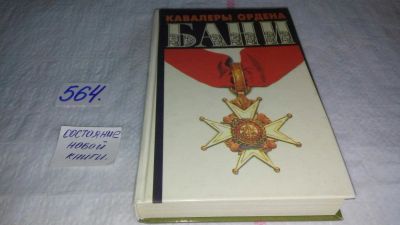 КАВАЛЕРЫ ОРДЕНА
БАНИ
564.
СОСТОЯНИЕ
НОВОЙ
КНИГИ.